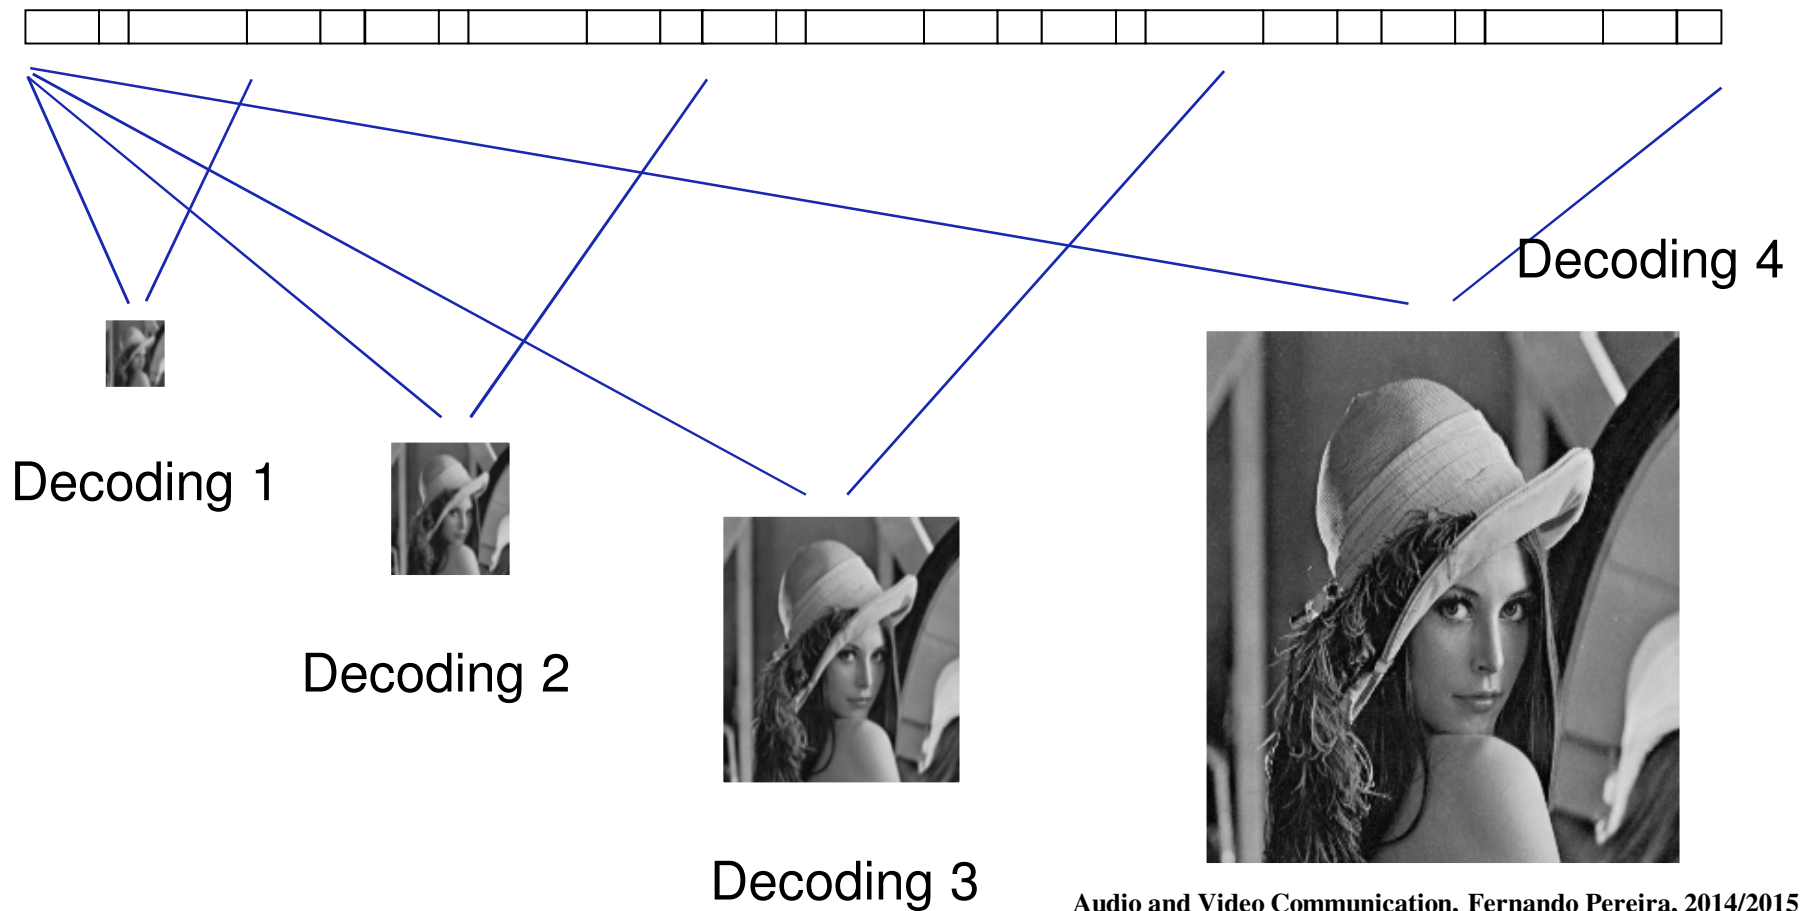 Decoding 4
Decoding 1
Decoding 2
Decoding 3
Audio and Video Communication, Fernando Pereira, 2014/2015